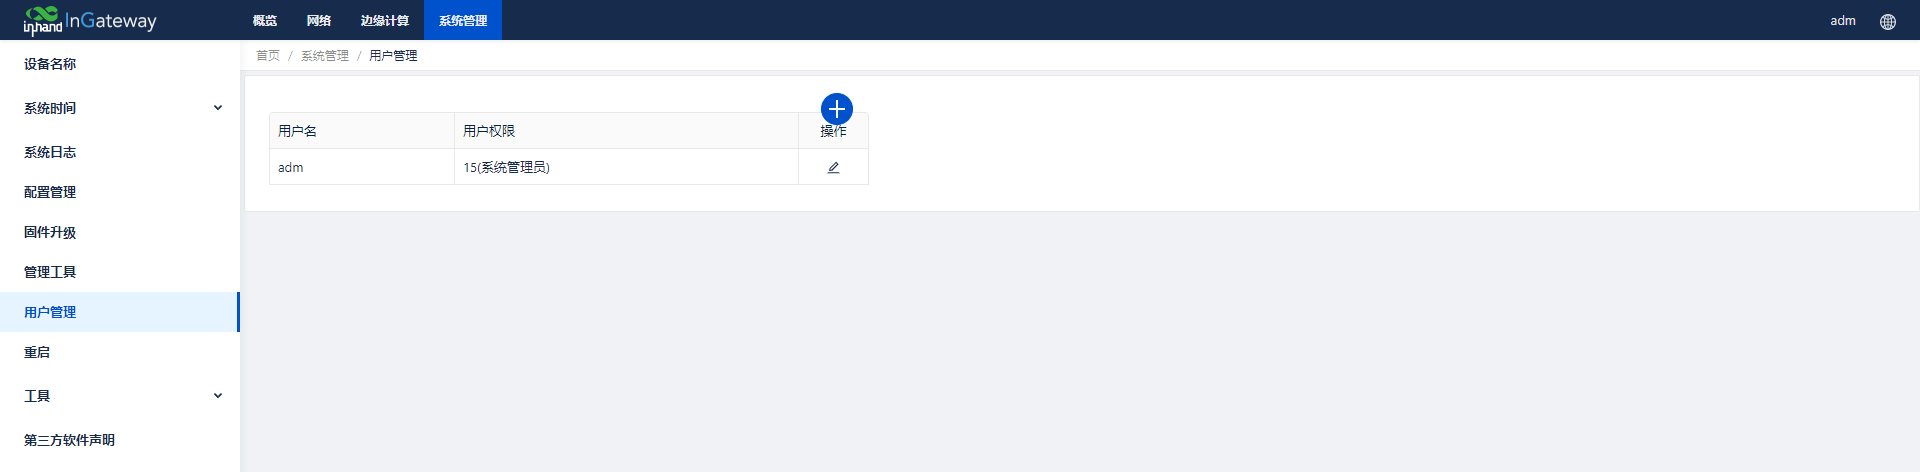 inhand InGateway 概览 网络 边缘计算 系统管理 adm
首页 / 系统管理 / 用户管理
设备名称
系统时间
系统日志
配置管理
固件升级
管理工具
用户管理
重启
工具
第三方软件声明
用户名 用户权限 操作
adm 15(系统管理员)